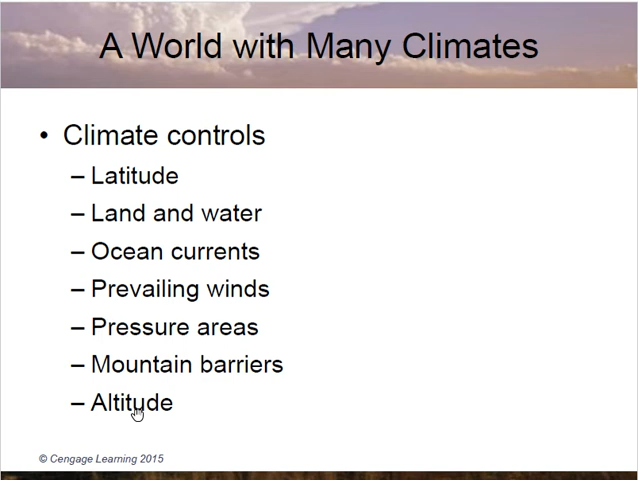 A World with Many Climates
• Climate controls
– Latitude
– Land and water
– Ocean currents
– Prevailing winds
– Pressure areas
– Mountain barriers
– Altitude
© Cengage Learning 2015